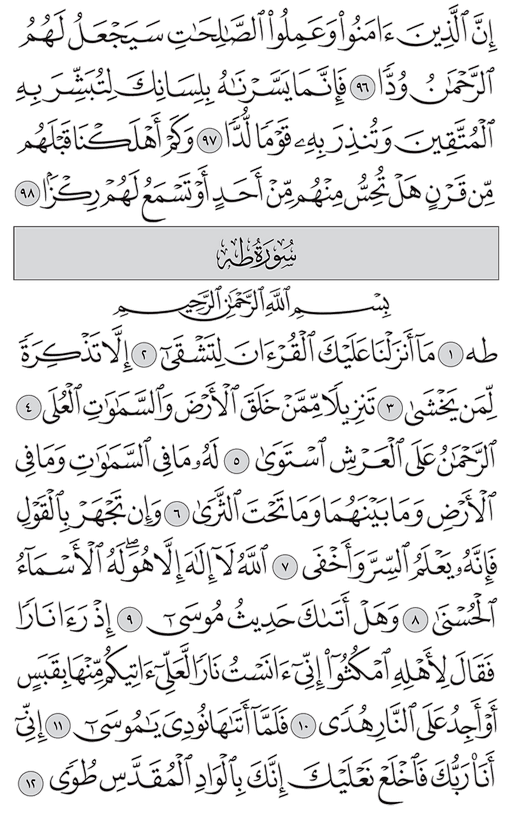 إِنَّ ٱلَّذِينَ ءَامَنُوا۟ وَعَمِلُوا۟ ٱلصَّٰلِحَٰتِ سَيَجْعَلُ لَهُمُ
ٱلرَّحْمَٰنُ وُدًّا ٩٦ فَإِنَّمَا يَسَّرْنَٰهُ بِلِسَانِكَ لِتُبَشِّرَ بِهِ
ٱلْمُتَّقِينَ وَتُنذِرَ بِهِۦ قَوْمًا لُّدًّا ٩٧ وَكَمْ أَهْلَكْنَا قَبْلَهُم
مِّن قَرْنٍ هَلْ تُحِسُّ مِنْهُم مِّنْ أَحَدٍ أَوْ تَسْمَعُ لَهُمْ رِكْزًۢا ٩٨
سُورَةُ طه
بِسْمِ ٱللَّهِ ٱلرَّحْمَٰنِ ٱلرَّحِيمِ
طه ١ مَآ أَنزَلْنَا عَلَيْكَ ٱلْقُرْءَانَ لِتَشْقَىٰٓ ٢ إِلَّا تَذْكِرَةً
لِّمَن يَخْشَىٰ ٣ تَنزِيلًا مِّمَّنْ خَلَقَ ٱلْأَرْضَ وَٱلسَّمَٰوَٰتِ ٱلْعُلَى ٤
ٱلرَّحْمَٰنُ عَلَى ٱلْعَرْشِ ٱسْتَوَىٰ ٥ لَهُۥ مَا فِى ٱلسَّمَٰوَٰتِ وَمَا فِى
ٱلْأَرْضِ وَمَا بَيْنَهُمَا وَمَا تَحْتَ ٱلثَّرَىٰ ٦ وَإِن تَجْهَرْ بِٱلْقَوْلِ
فَإِنَّهُۥ يَعْلَمُ ٱلسِّرَّ وَأَخْفَى ٧ ٱللَّهُ لَآ إِلَٰهَ إِلَّا هُوَ ۖ لَهُ ٱلْأَسْمَآءُ
ٱلْحُسْنَىٰ ٨ وَهَلْ أَتَىٰكَ حَدِيثُ مُوسَىٰٓ ٩ إِذْ رَءَا نَارًا
فَقَالَ لِأَهْلِهِ ٱمْكُثُوٓا۟ إِنِّىٓ ءَانَسْتُ نَارًا لَّعَلِّىٓ ءَاتِيكُم مِّنْهَا بِقَبَسٍ
أَوْ أَجِدُ عَلَى ٱلنَّارِ هُدًى ١٠ فَلَمَّآ أَتَىٰهَا نُودِىَ يَٰمُوسَىٰٓ ١١ إِنِّىٓ
أَنَا۠ رَبُّكَ فَٱخْلَعْ نَعْلَيْكَ إِنَّكَ بِٱلْوَادِ ٱلْمُقَدَّسِ طُوًى ١٢